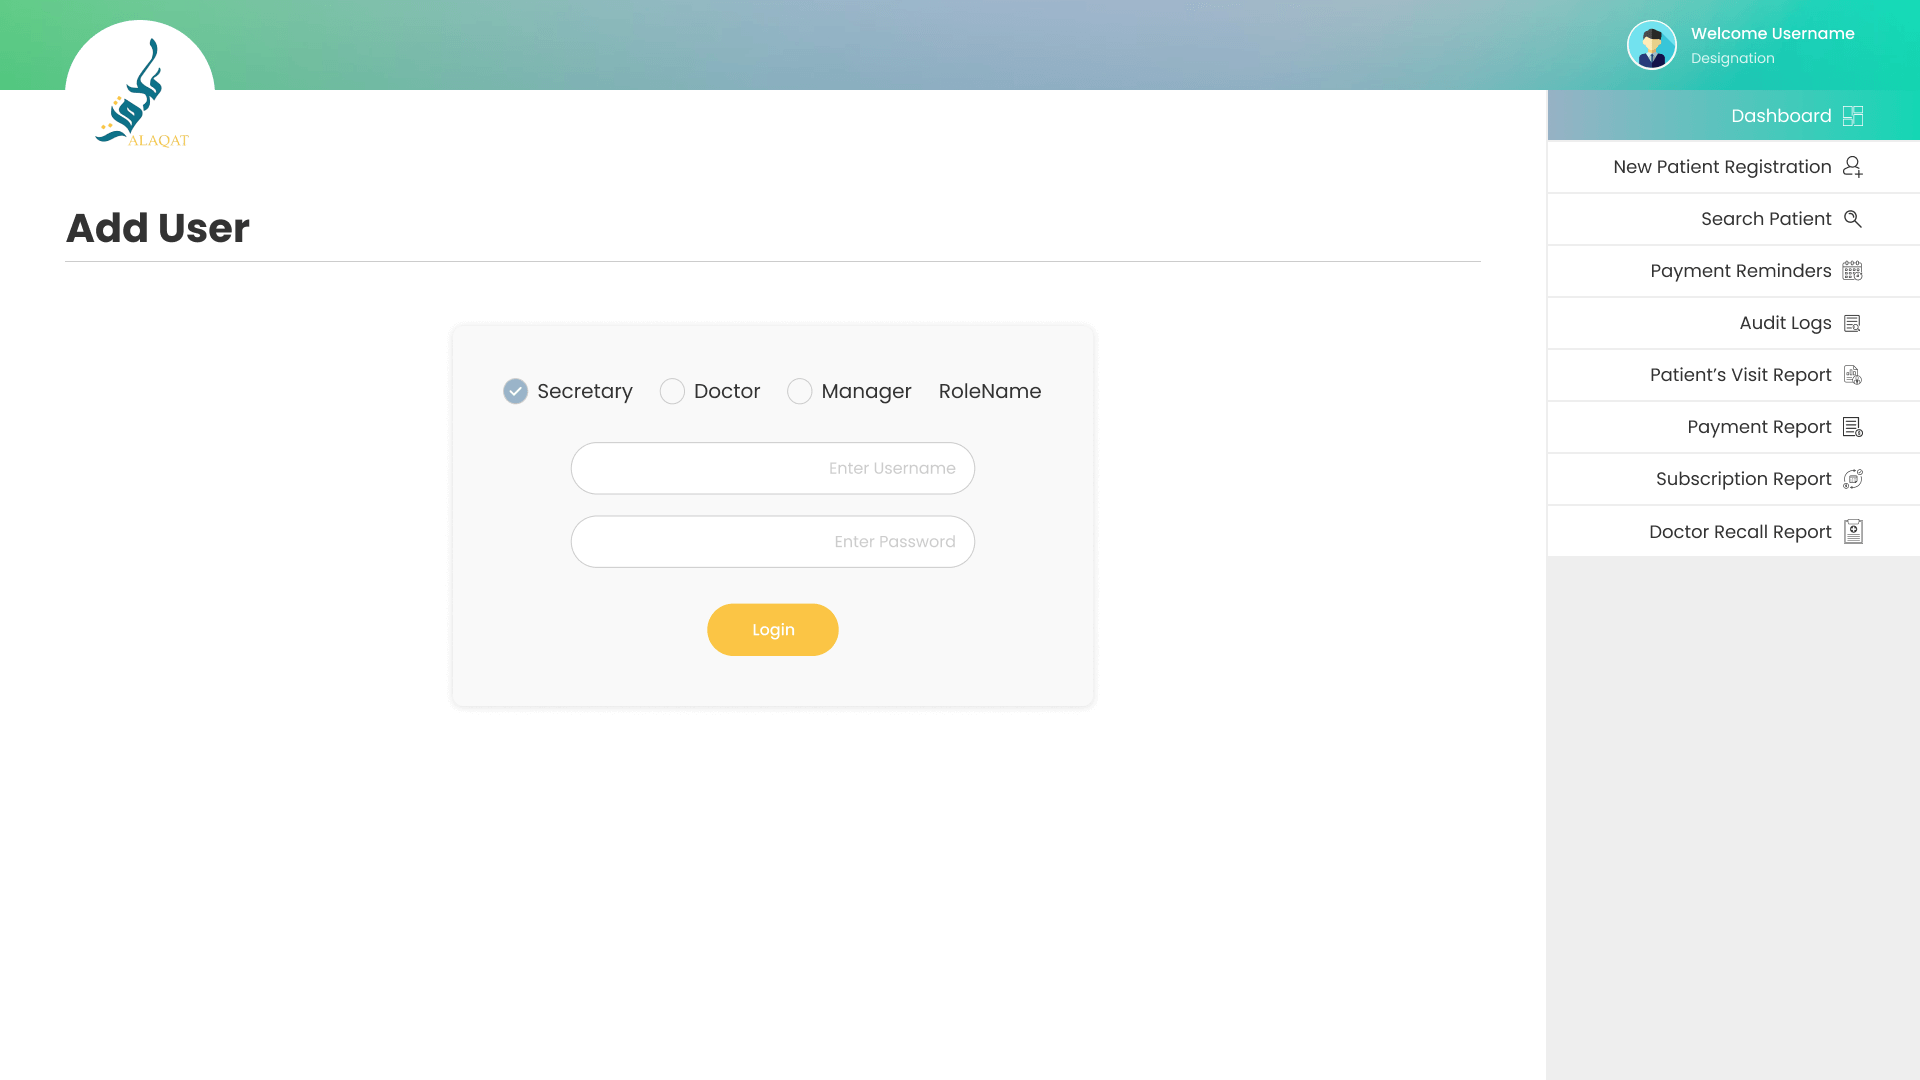 Welcome Username
Designation
ALAQAT
Dashboard
New Patient Registration
Search Patient
Payment Reminders
Audit Logs
Patient’s Visit Report
Payment Report
Subscription Report
Doctor Recall Report
Add User
Secretary Doctor Manager RoleName
Enter Username
Enter Password
Login